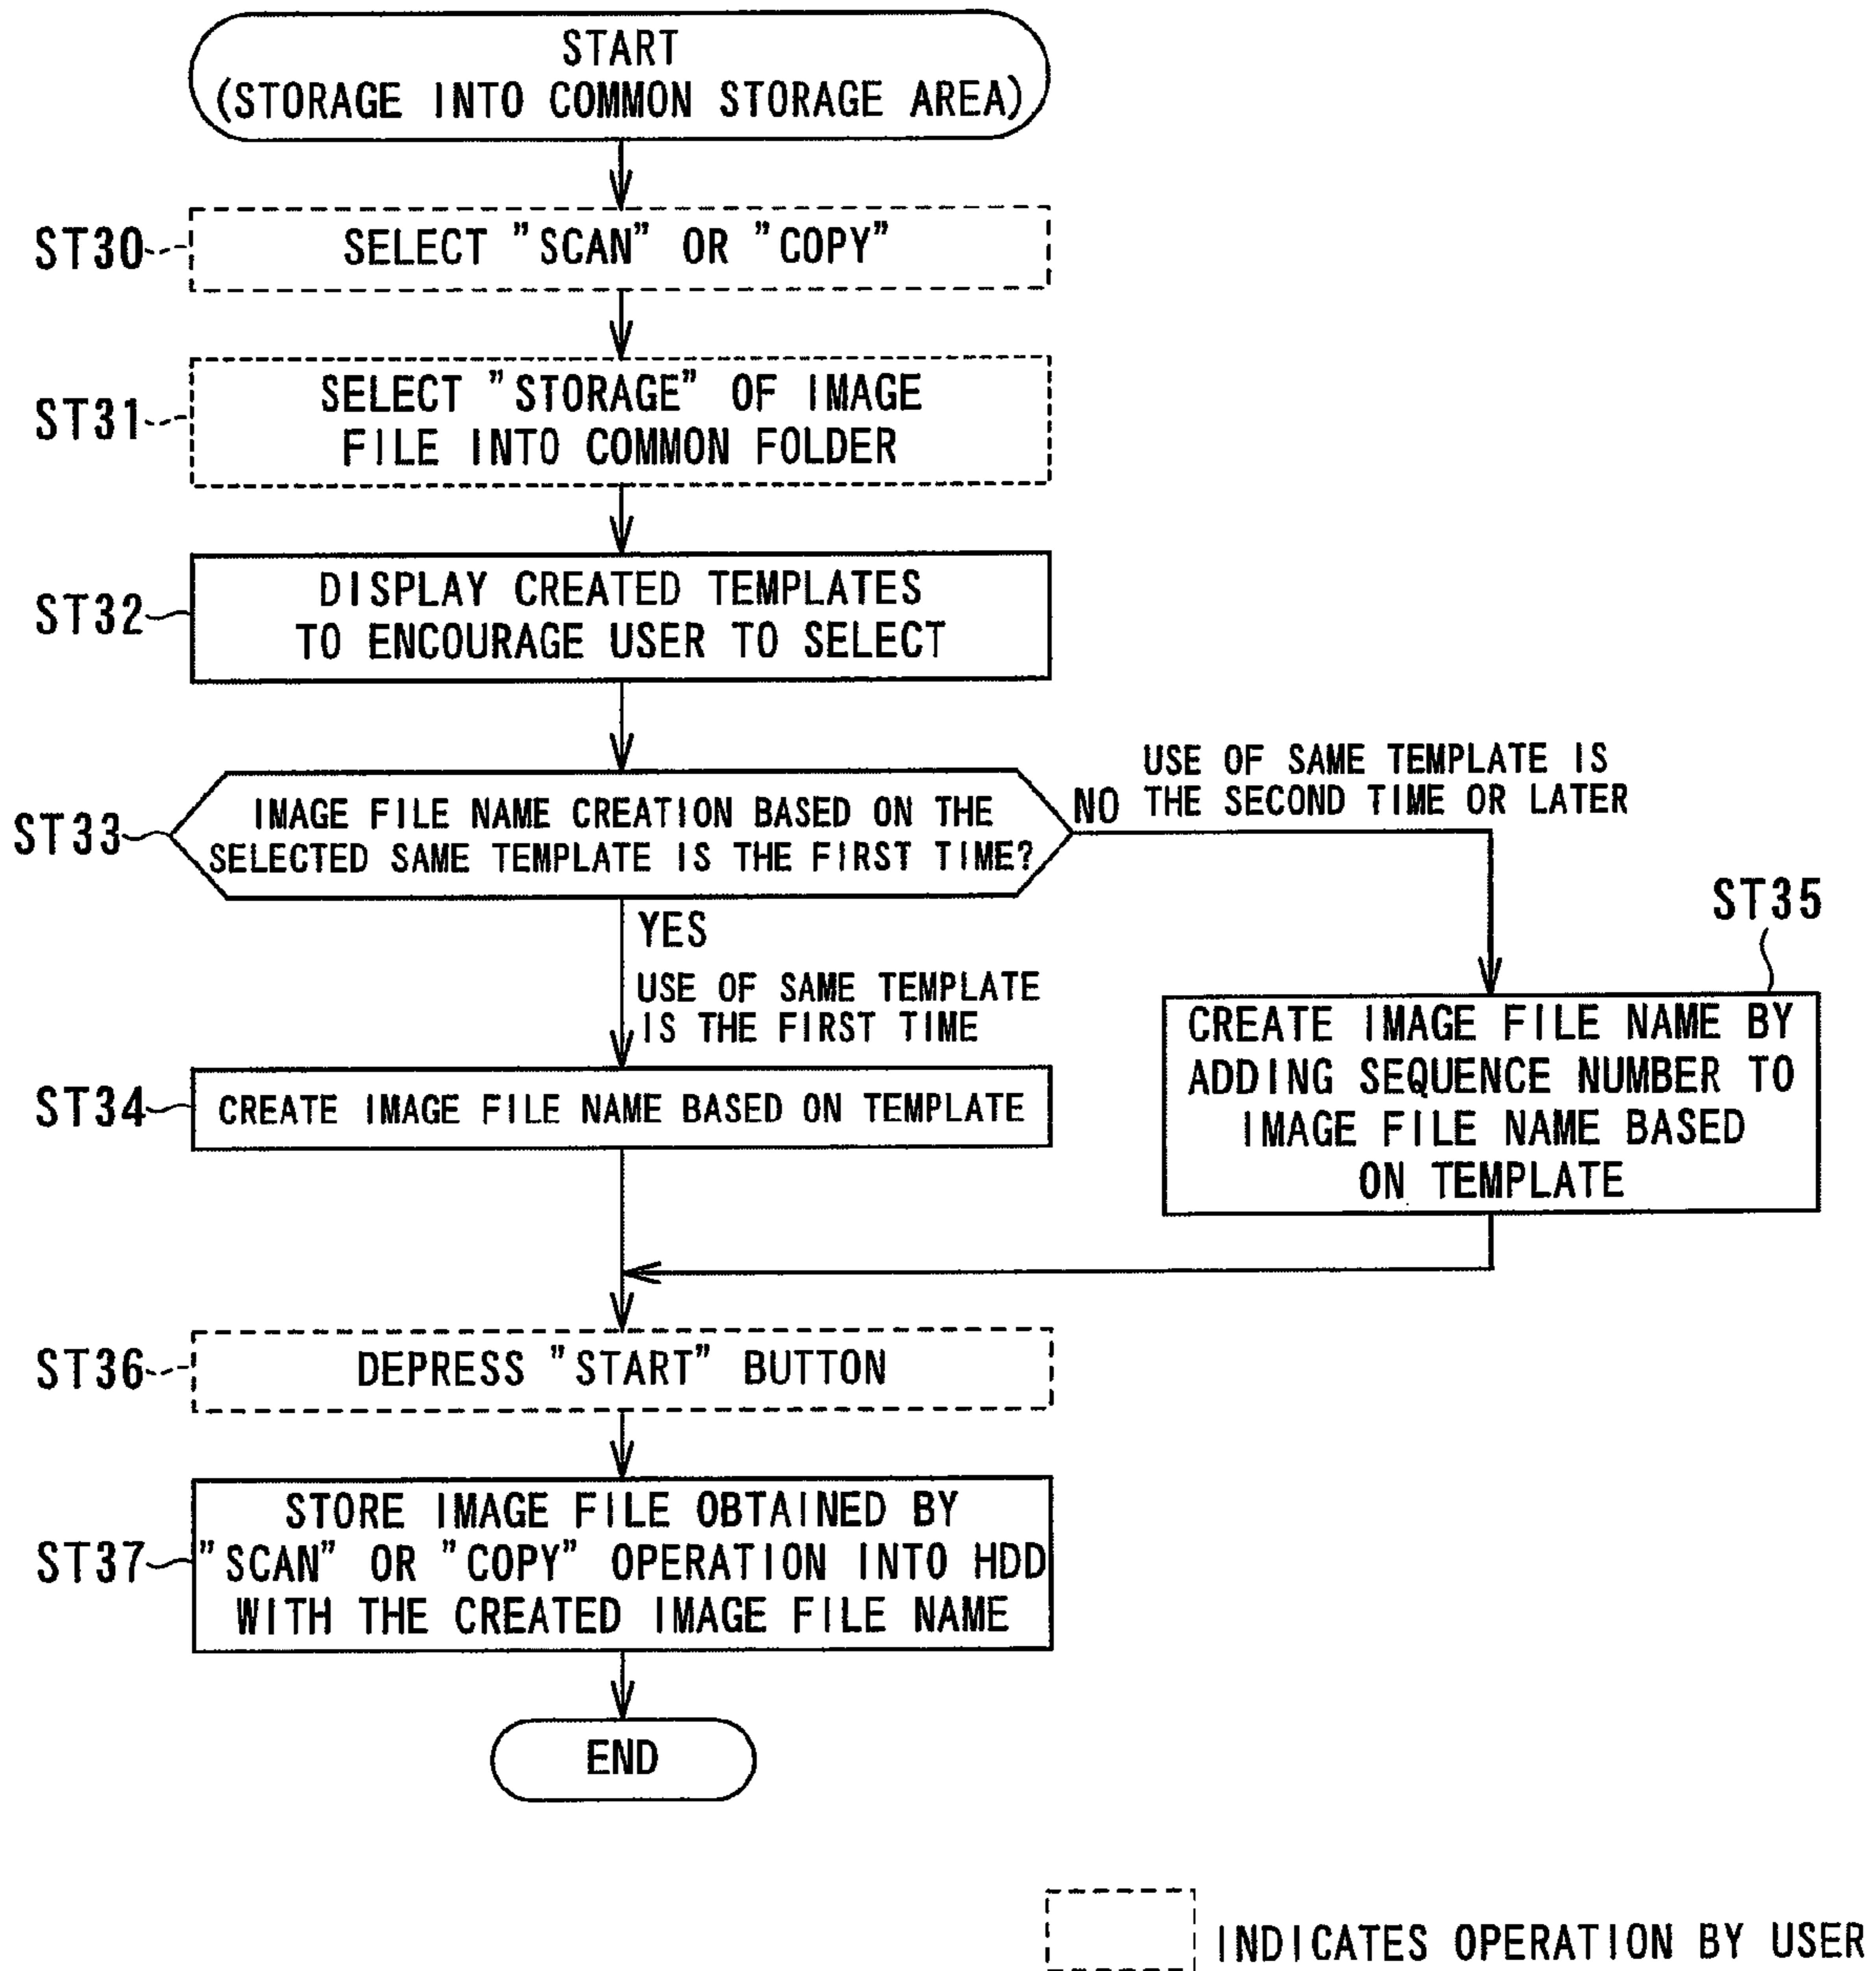 START
(STORAGE INTO COMMON STORAGE AREA)
ST30
SELECT "SCAN" OR "COPY"
ST31
SELECT "STORAGE" OF IMAGE
FILE INTO COMMON FOLDER
ST32
DISPLAY CREATED TEMPLATES
TO ENCOURAGE USER TO SELECT
ST33
IMAGE FILE NAME CREATION BASED ON THE
SELECTED SAME TEMPLATE IS THE FIRST TIME?
NO
USE OF SAME TEMPLATE IS
THE SECOND TIME OR LATER
YES
USE OF SAME TEMPLATE
IS THE FIRST TIME
ST35
CREATE IMAGE FILE NAME BY
ADDING SEQUENCE NUMBER TO
IMAGE FILE NAME BASED
ON TEMPLATE
ST34
CREATE IMAGE FILE NAME BASED ON TEMPLATE
ST36
DEPRESS "START" BUTTON
ST37
STORE IMAGE FILE OBTAINED BY
"SCAN" OR "COPY" OPERATION INTO HDD
WITH THE CREATED IMAGE FILE NAME
END
INDICATES OPERATION BY USER